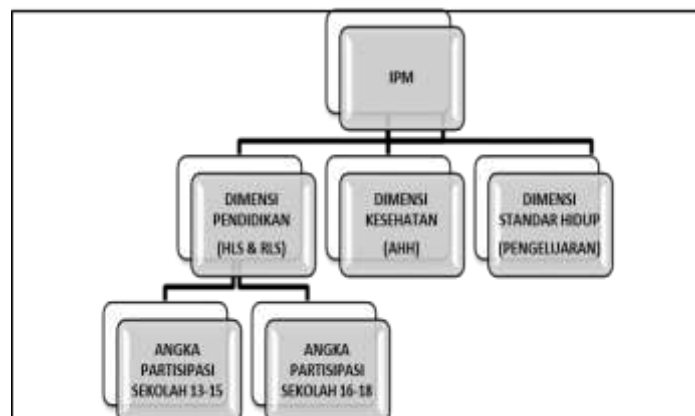 IPM
DIMENSI
PENDIDIKAN
(HLS & RLS)
DIMENSI
KESEHATAN
(AHH)
DIMENSI
STANDAR HIDUP
(PENGELUARAN)
ANGKA
PARTISIPASI
SEKOLAH 13-15
ANGKA
PARTISIPASI
SEKOLAH 16-18